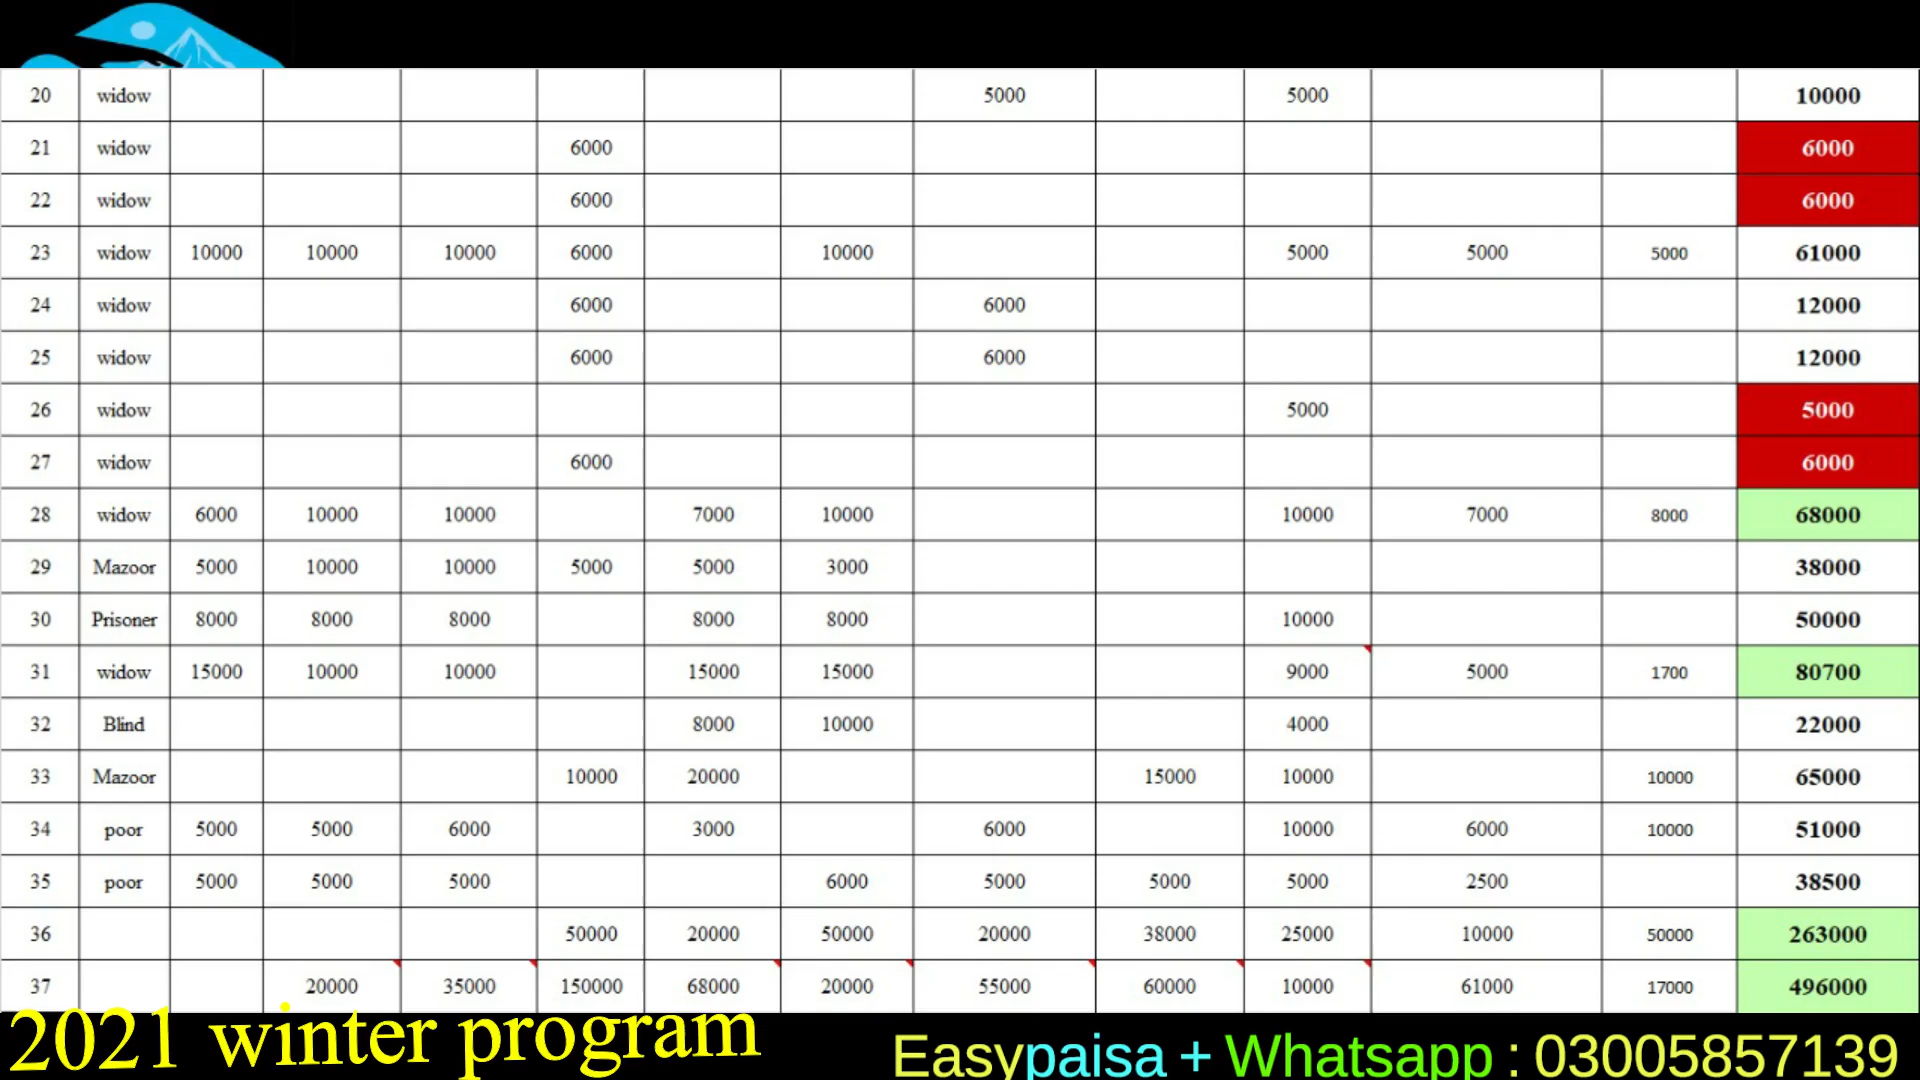 20 widow 5000 5000 10000
21 widow 6000 6000
22 widow 6000 6000
23 widow 10000 10000 10000 6000 10000 5000 5000 5000 61000
24 widow 6000 6000 12000
25 widow 6000 6000 12000
26 widow 5000 5000
27 widow 6000 6000
28 widow 6000 10000 10000 7000 10000 10000 7000 8000 68000
29 Mazoor 5000 10000 10000 5000 5000 3000 38000
30 Prisoner 8000 8000 8000 8000 8000 10000 50000
31 widow 15000 10000 10000 15000 15000 9000 5000 1700 80700
32 Blind 8000 10000 4000 22000
33 Mazoor 10000 20000 15000 10000 10000 65000
34 poor 5000 5000 6000 3000 6000 10000 6000 10000 51000
35 poor 5000 5000 5000 6000 5000 5000 5000 2500 38500
36 50000 20000 50000 20000 38000 25000 10000 50000 263000
37 20000 35000 150000 68000 20000 55000 60000 10000 61000 17000 496000
2021 winter program
Easypaisa + Whatsapp : 03005857139